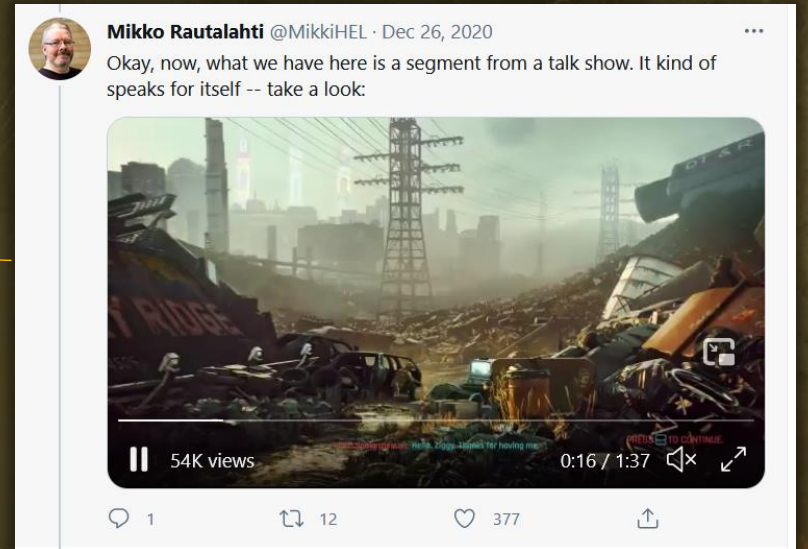 Mikko Rautalahti @MikkiHEL · Dec 26, 2020
Okay, now, what we have here is a segment from a talk show. It kind of
speaks for itself -- take a look:
DT & R
RIDGE
Hello, Ziggy. Thanks for having me.
PRESS TO CONTINUE.
54K views
0:16 / 1:37
1
12
377